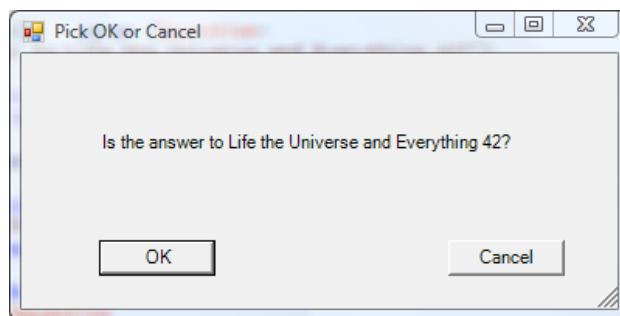 Pick OK or Cancel
Is the answer to Life the Universe and Everything 42?
OK
Cancel